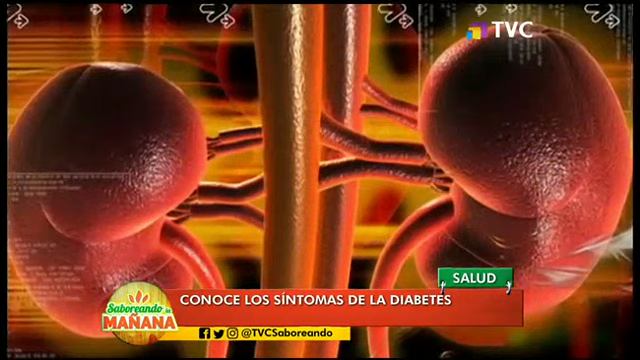 TVC
SALUD
CONOCE LOS SÍNTOMAS DE LA DIABETES
Saboreando la
MAÑANA
@TVCSaboreando